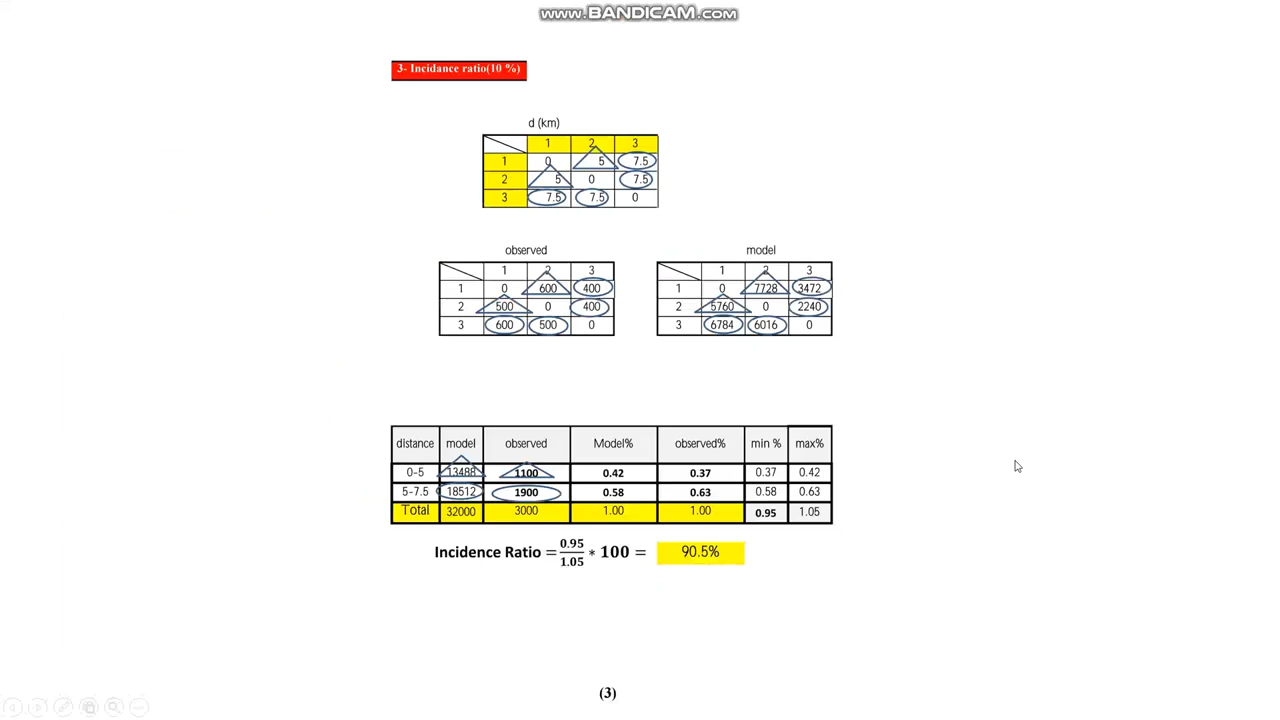 www.BANDICAM.com
3- Incidance ratio(10 %)
d (km)
1 2 3
1 0 5 7.5
2 5 0 7.5
3 7.5 7.5 0
observed
1 2 3
1 0 600 400
2 500 0 400
3 600 500 0
model
1 2 3
1 0 7728 3472
2 5760 0 2240
3 6784 6016 0
distance model observed Model% observed% min % max%
0-5 13488 1100 0.42 0.37 0.37 0.42
5-7.5 18512 1900 0.58 0.63 0.58 0.63
Total 32000 3000 1.00 1.00 0.95 1.05
Incidence Ratio = 0.95/1.05 * 100 = 90.5%
(3)